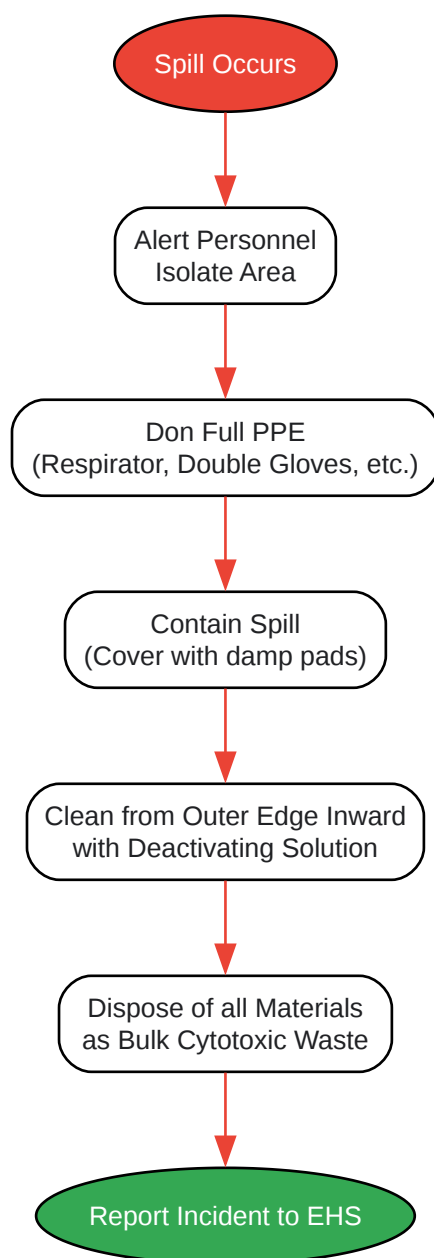 Spill Occurs
Alert Personnel
Isolate Area
Don Full PPE
(Respirator, Double Gloves, etc.)
Contain Spill
(Cover with damp pads)
Clean from Outer Edge Inward
with Deactivating Solution
Dispose of all Materials
as Bulk Cytotoxic Waste
Report Incident to EHS